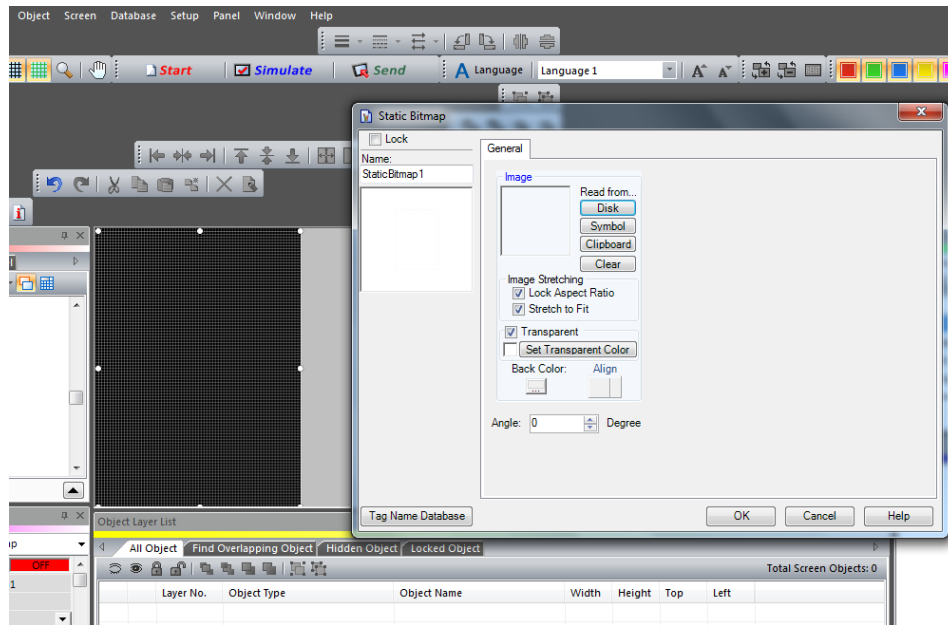 Object Screen Database Setup Panel Window Help
Start Simulate Send A Language Language 1 A A
Static Bitmap
Lock
General
Name:
StaticBitmap1
Image
Read from...
Disk
Symbol
Clipboard
Clear
Image Stretching
Lock Aspect Ratio
Stretch to Fit
Transparent
Set Transparent Color
Back Color: Align
...
Angle: 0 Degree
Tag Name Database OK Cancel Help
Object Layer List
All Object Find Overlapping Object Hidden Object Locked Object
OFF
Total Screen Objects: 0
1
Layer No. Object Type Object Name Width Height Top Left